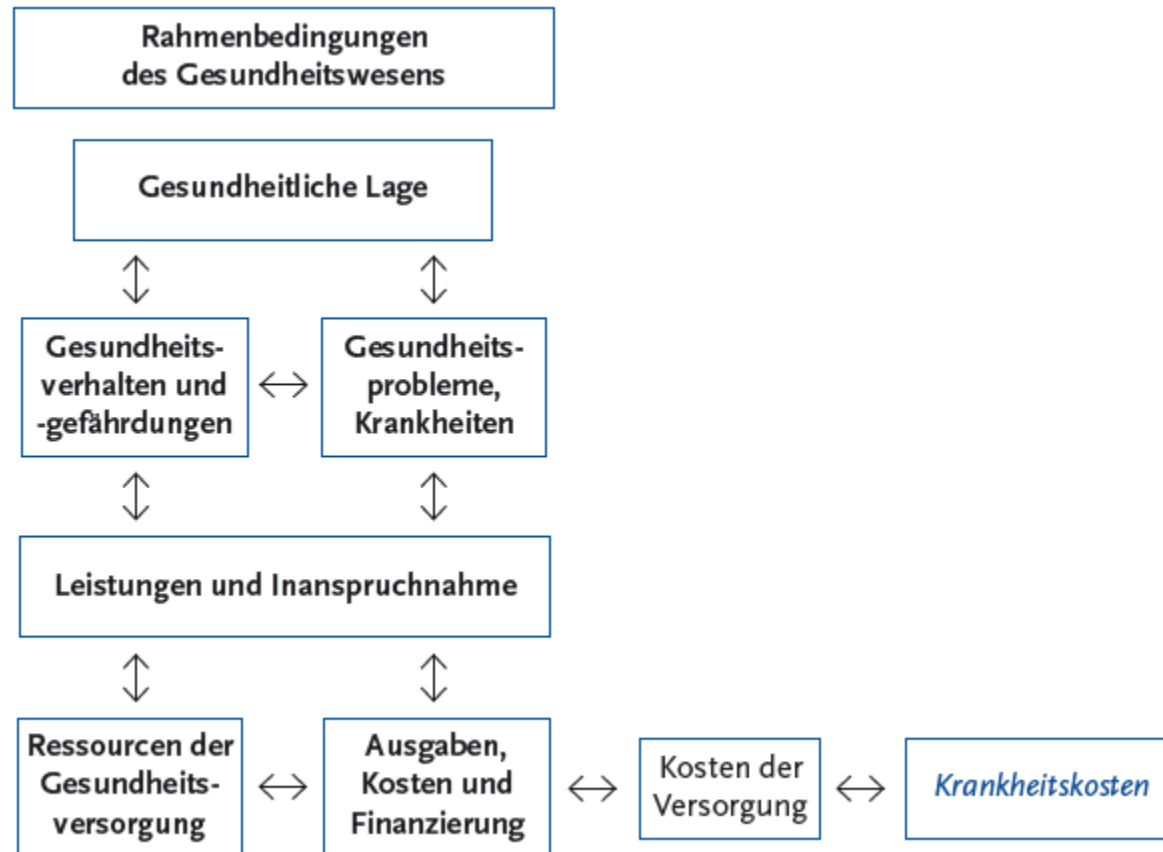 Rahmenbedingungen
des Gesundheitswesens
Gesundheitliche Lage
Gesundheits-
verhalten und
-gefährdungen
Gesundheits-
probleme,
Krankheiten
Leistungen und Inanspruchnahme
Ressourcen der
Gesundheits-
versorgung
Ausgaben,
Kosten und
Finanzierung
Kosten der
Versorgung
Krankheitskosten